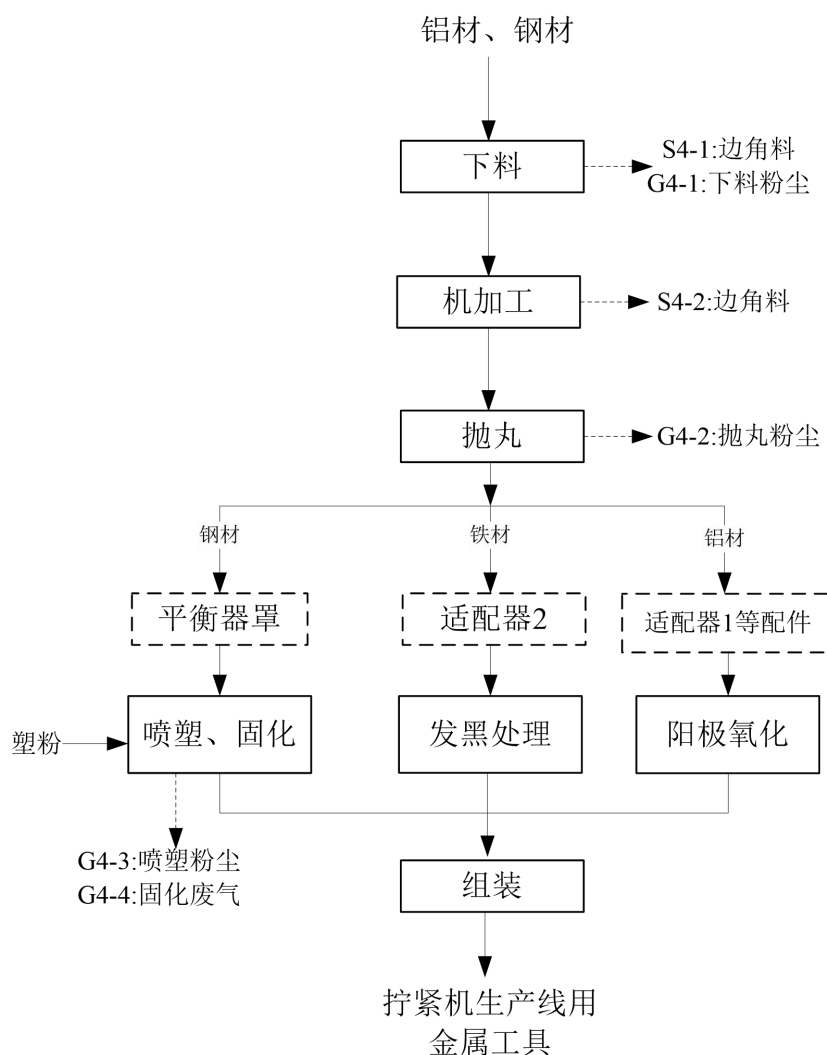 铝材、钢材
下料
S4-1:边角料
G4-1:下料粉尘
机加工
S4-2:边角料
抛丸
G4-2:抛丸粉尘
钢材
铁材
铝材
平衡器罩
适配器2
适配器1等配件
塑粉
喷塑、固化
发黑处理
阳极氧化
G4-3:喷塑粉尘
G4-4:固化废气
组装
拧紧机生产线用
金属工具